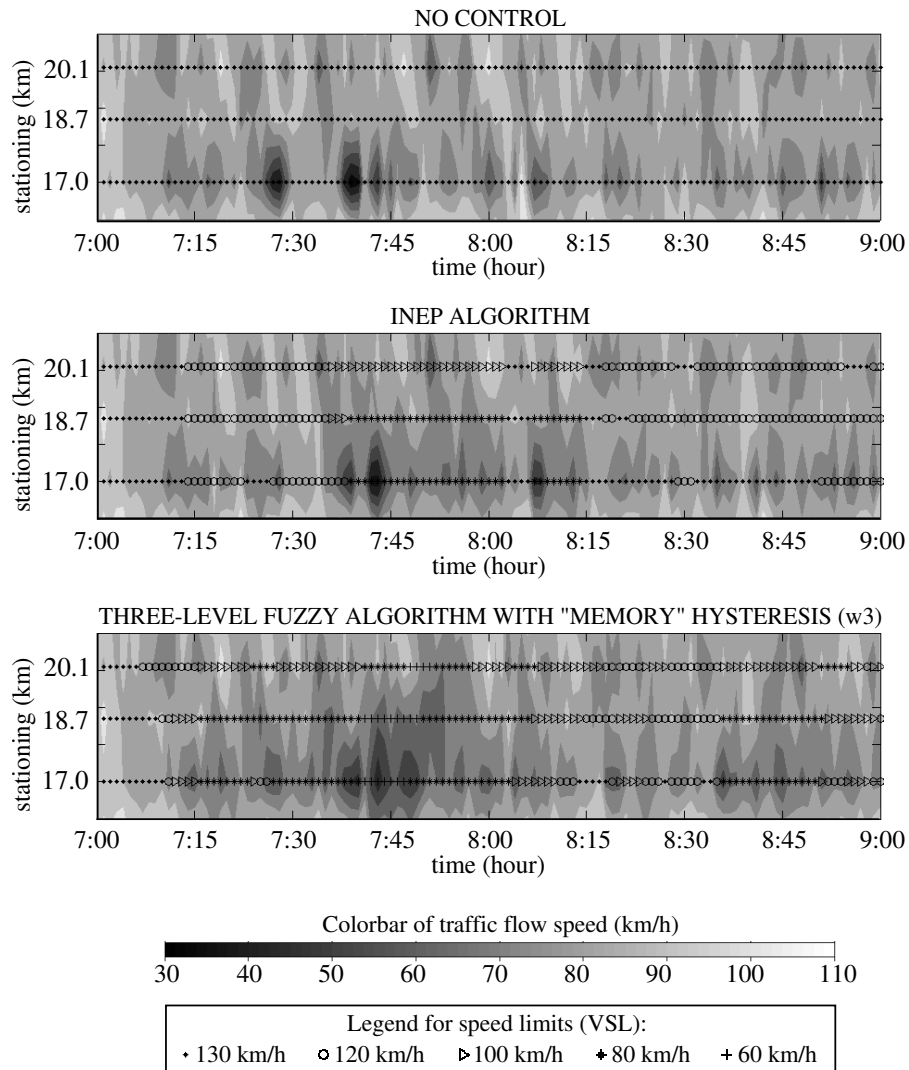 NO CONTROL
stationing (km)
20.1
18.7
17.0
7:00 7:15 7:30 7:45 8:00 8:15 8:30 8:45 9:00
time (hour)
INEP ALGORITHM
stationing (km)
20.1
18.7
17.0
7:00 7:15 7:30 7:45 8:00 8:15 8:30 8:45 9:00
time (hour)
THREE-LEVEL FUZZY ALGORITHM WITH "MEMORY" HYSTERESIS (w3)
stationing (km)
20.1
18.7
17.0
7:00 7:15 7:30 7:45 8:00 8:15 8:30 8:45 9:00
time (hour)
Colorbar of traffic flow speed (km/h)
30 40 50 60 70 80 90 100 110
Legend for speed limits (VSL):
130 km/h 120 km/h 100 km/h 80 km/h 60 km/h